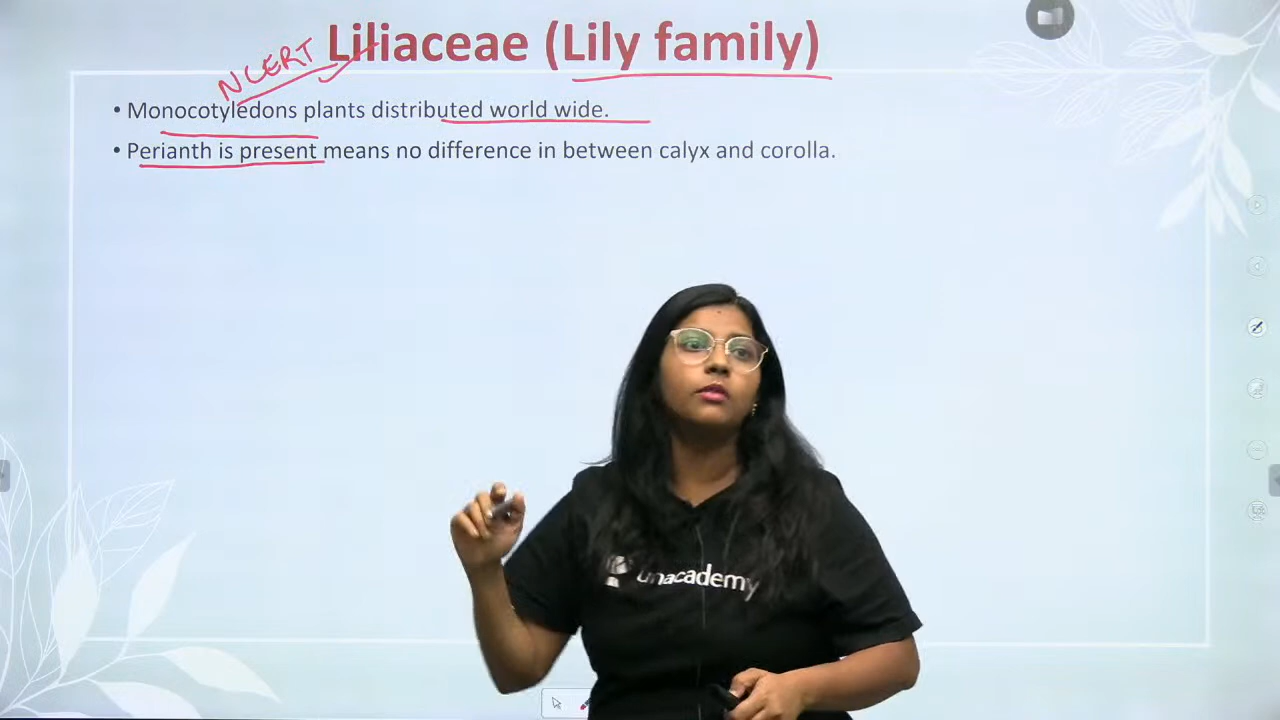 Liliaceae (Lily family)
NCERT
• Monocotyledons plants distributed world wide.
• Perianth is present means no difference in between calyx and corolla.
unacademy